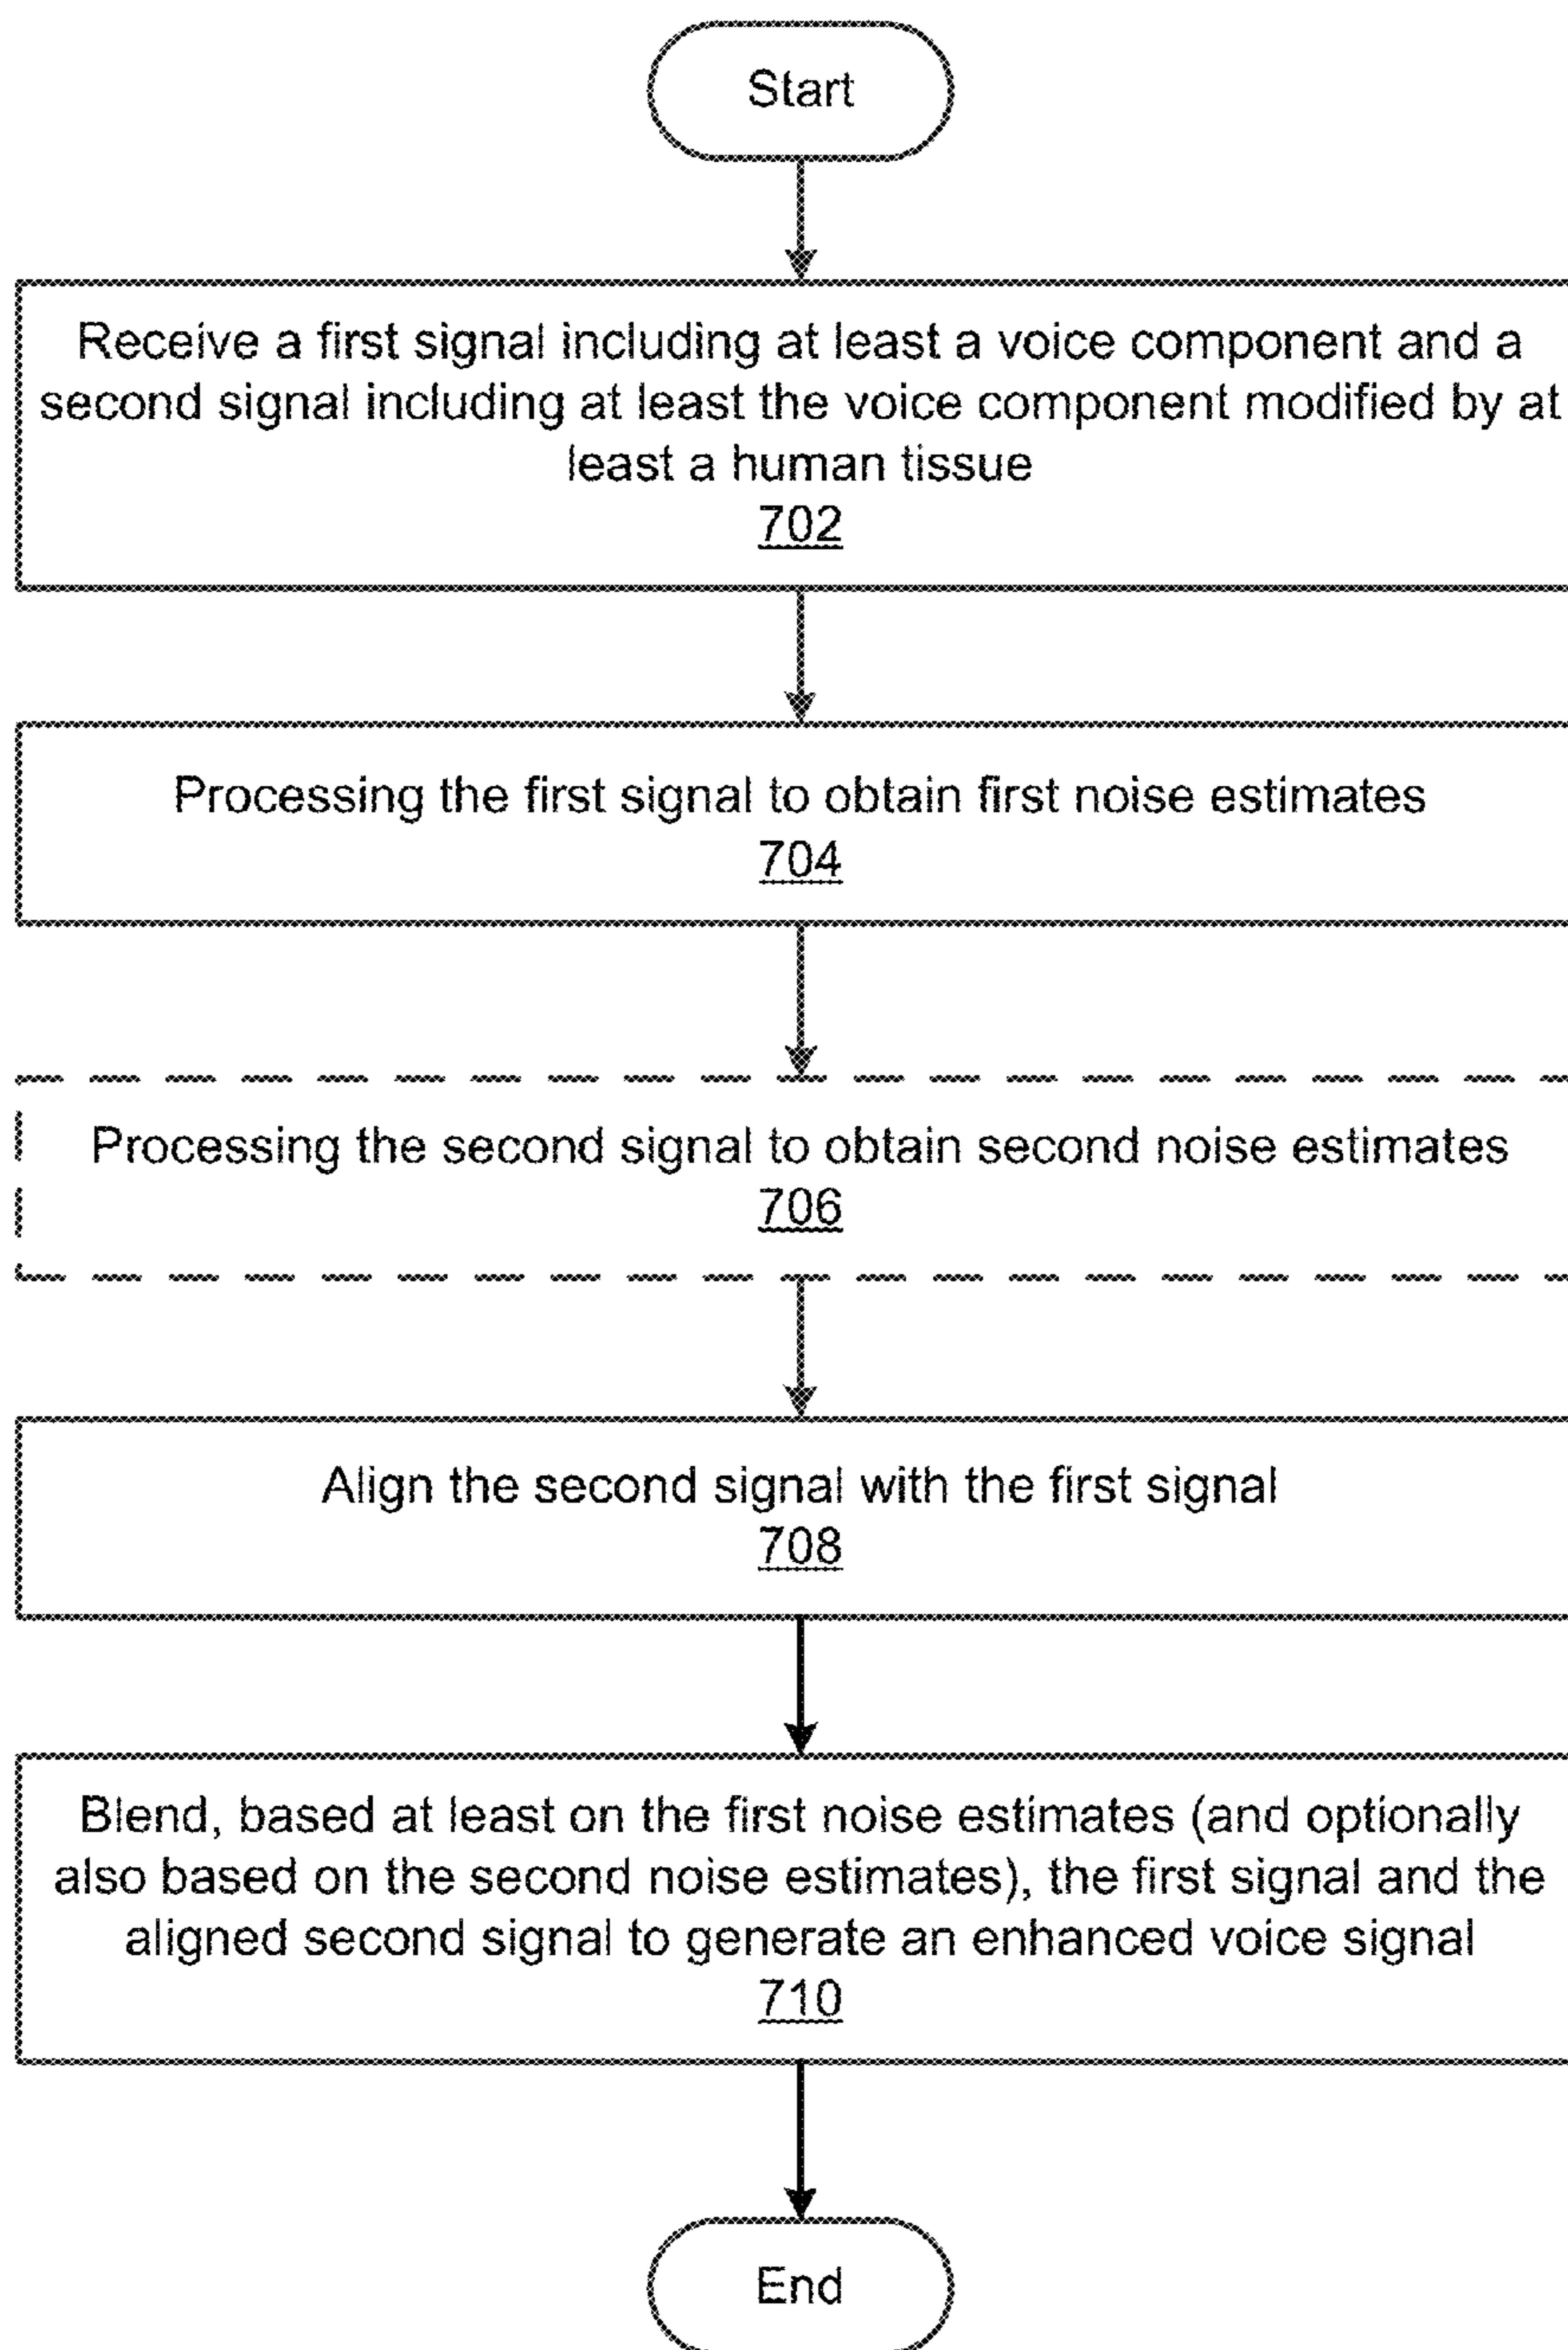 Start
Receive a first signal including at least a voice component and a
second signal including at least the voice component modified by at
least a human tissue
702
Processing the first signal to obtain first noise estimates
704
Processing the second signal to obtain second noise estimates
706
Align the second signal with the first signal
708
Blend, based at least on the first noise estimates (and optionally
also based on the second noise estimates), the first signal and the
aligned second signal to generate an enhanced voice signal
710
End